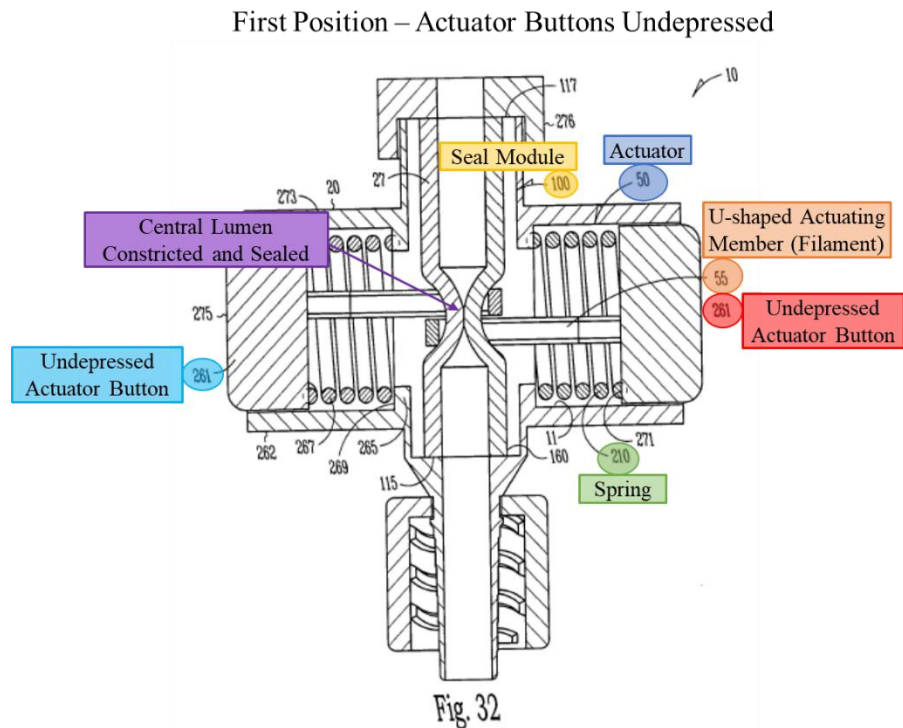 First Position – Actuator Buttons Undepressed
10
117
276
Seal Module
Actuator
27
100
50
20
273
U-shaped Actuating
Member (Filament)
Central Lumen
Constricted and Sealed
55
275
261
Undepressed
Actuator Button
Undepressed
Actuator Button
261
262
267
269
265
11
271
160
210
115
Spring
Fig. 32